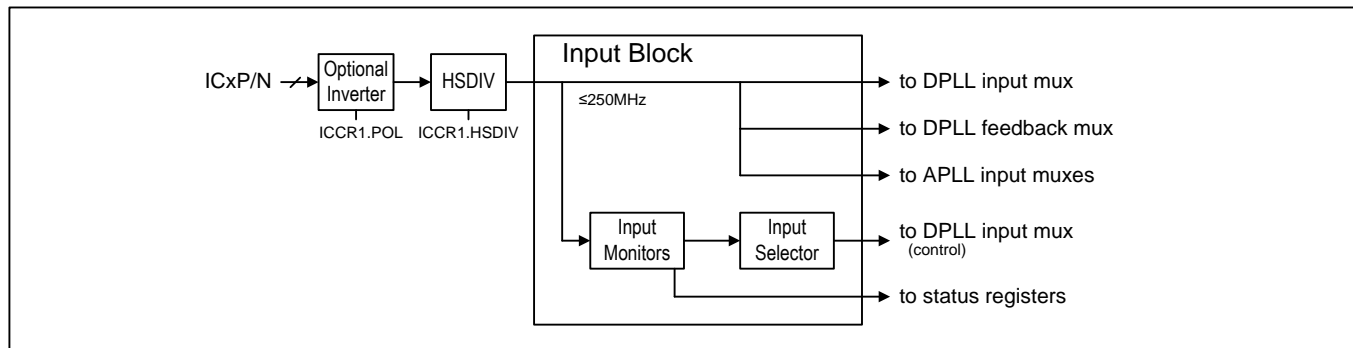 Input Block
ICxP/N
Optional
Inverter
HSDIV
ICCR1.POL
ICCR1.HSDIV
≤250MHz
to DPLL input mux
to DPLL feedback mux
to APLL input muxes
Input
Monitors
Input
Selector
to DPLL input mux
(control)
to status registers